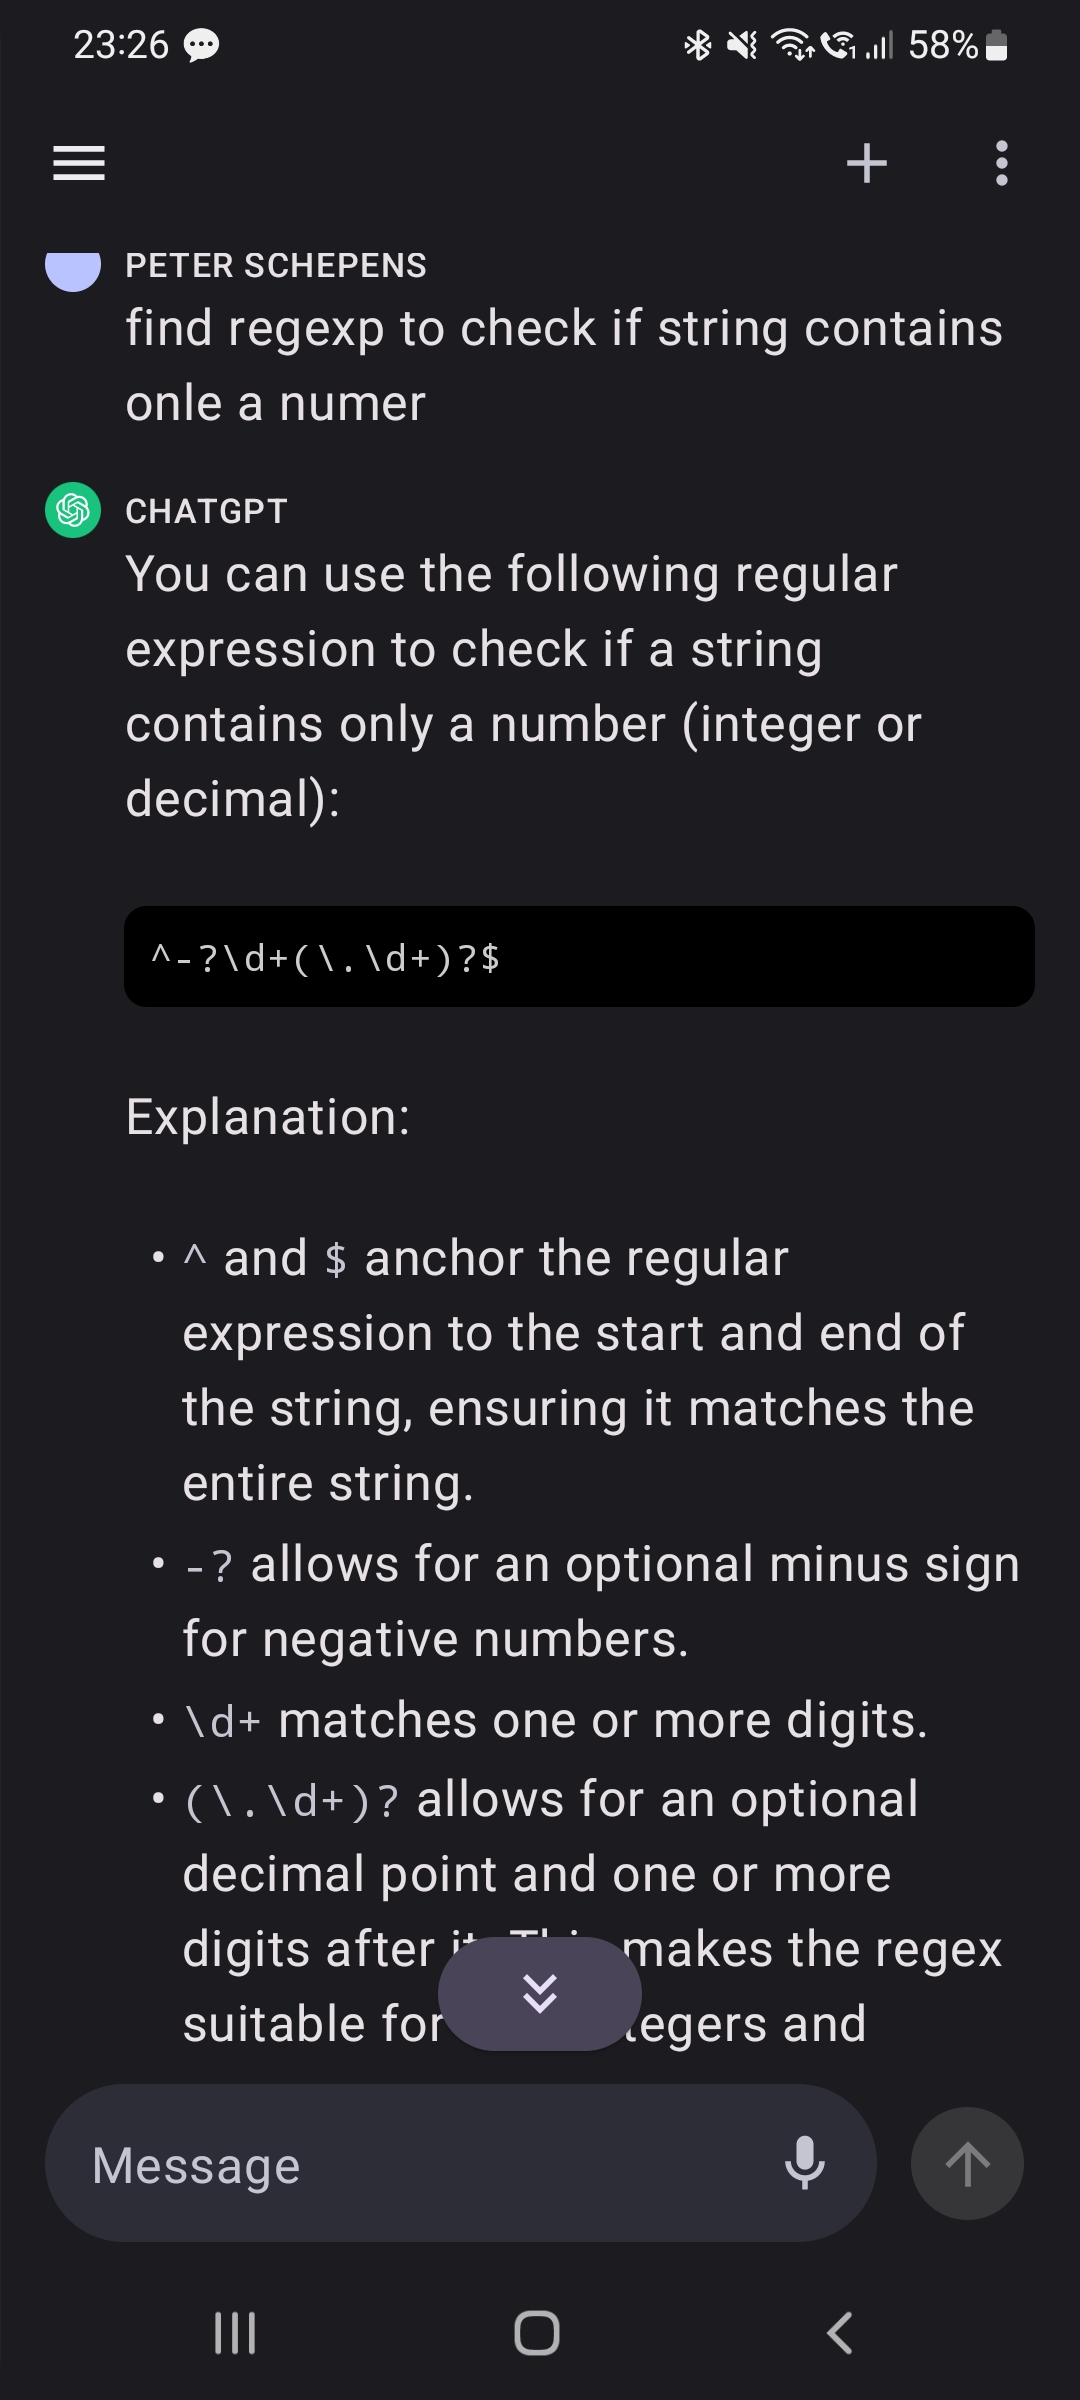 23:26 58%
PETER SCHEPENS
find regexp to check if string contains
onle a numer
CHATGPT
You can use the following regular
expression to check if a string
contains only a number (integer or
decimal):
^-?\d+(\.\d+)?$
Explanation:
• ^ and $ anchor the regular
expression to the start and end of
the string, ensuring it matches the
entire string.
• -? allows for an optional minus sign
for negative numbers.
• \d+ matches one or more digits.
• (\.\d+)? allows for an optional
decimal point and one or more
digits after it. This makes the regex
suitable for tegers and
Message